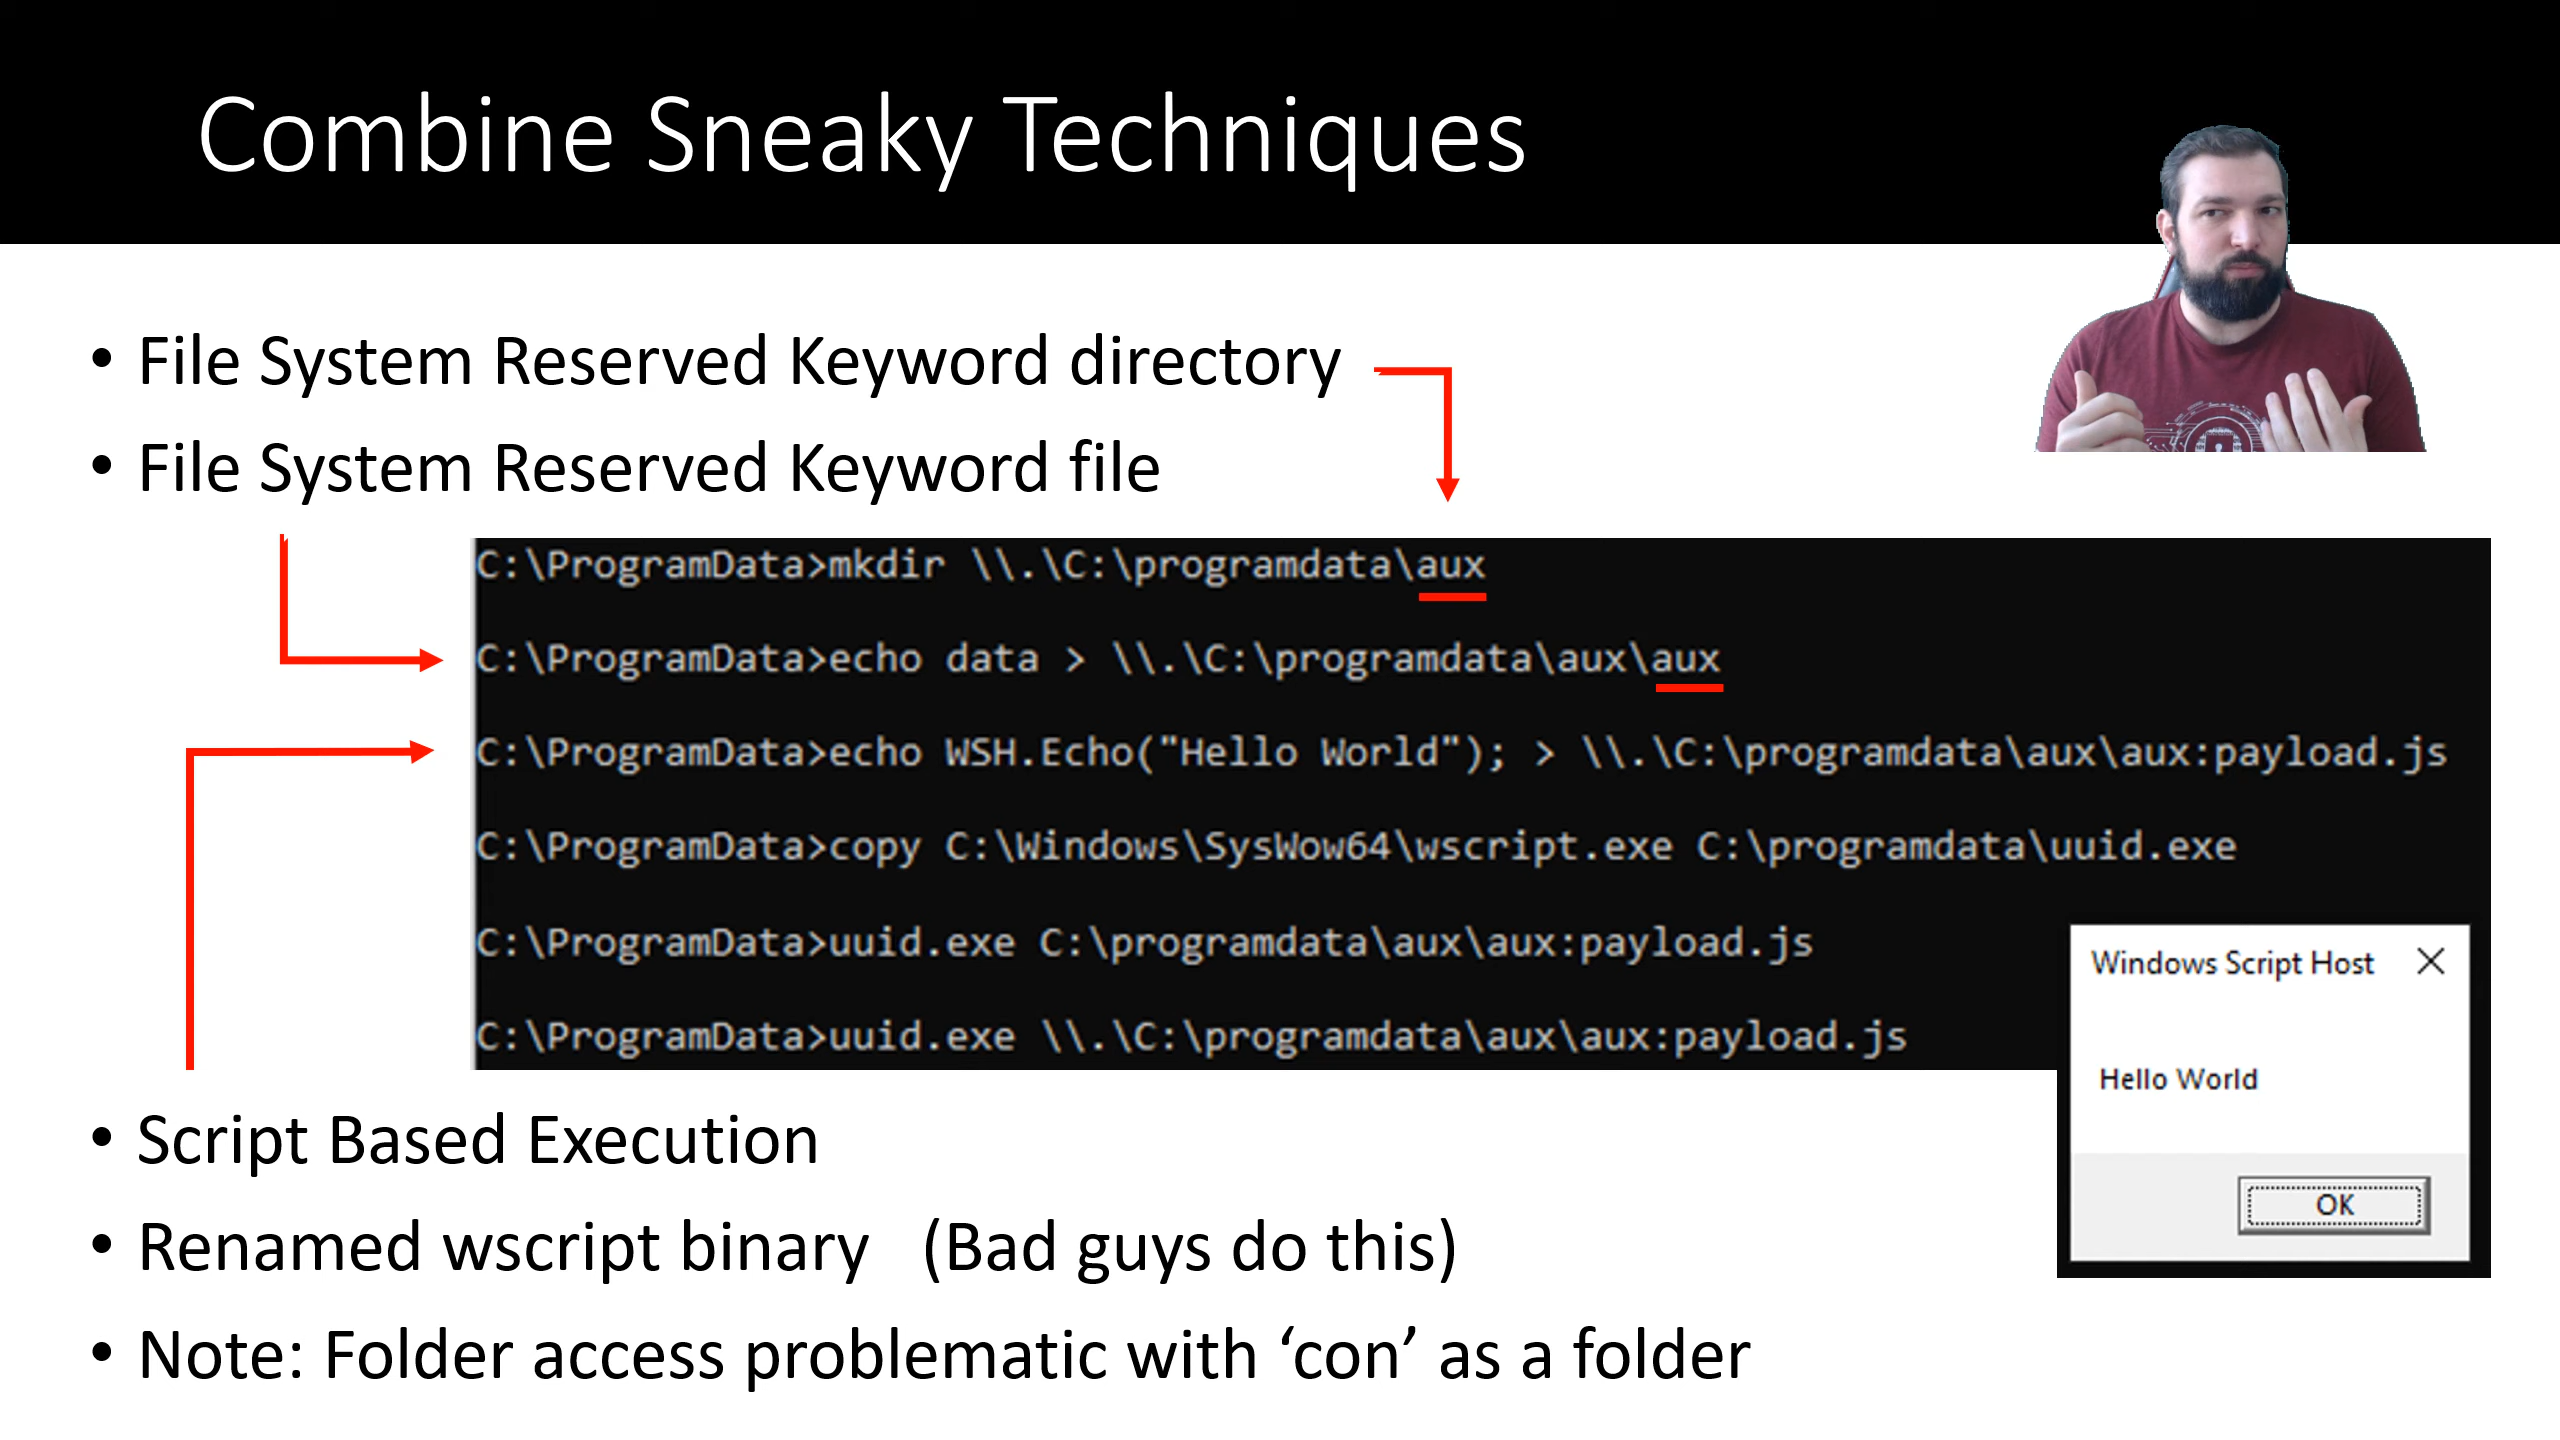 Combine Sneaky Techniques
• File System Reserved Keyword directory
• File System Reserved Keyword file
C:\ProgramData>mkdir \\.\C:\programdata\aux
C:\ProgramData>echo data > \\.\C:\programdata\aux\aux
C:\ProgramData>echo WSH.Echo("Hello World"); > \\.\C:\programdata\aux\aux:payload.js
C:\ProgramData>copy C:\Windows\SysWow64\wscript.exe C:\programdata\uuid.exe
C:\ProgramData>uuid.exe C:\programdata\aux\aux:payload.js
C:\ProgramData>uuid.exe \\.\C:\programdata\aux\aux:payload.js
Windows Script Host
Hello World
OK
• Script Based Execution
• Renamed wscript binary (Bad guys do this)
• Note: Folder access problematic with ‘con’ as a folder